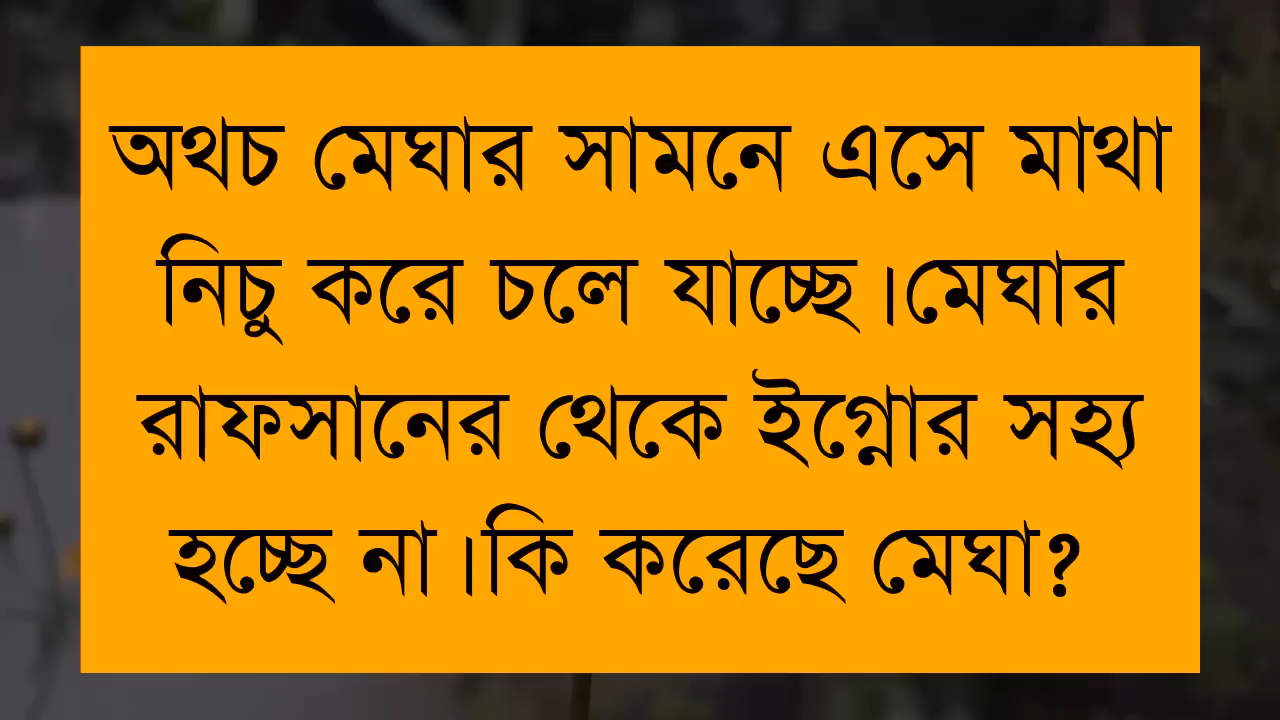 অথচ মেঘার সামনে এসে মাথা
নিচু করে চলে যাচ্ছে।মেঘার
রাফসানের থেকে ইগ্নোর সহ্য
হচ্ছে না।কি করেছে মেঘা?